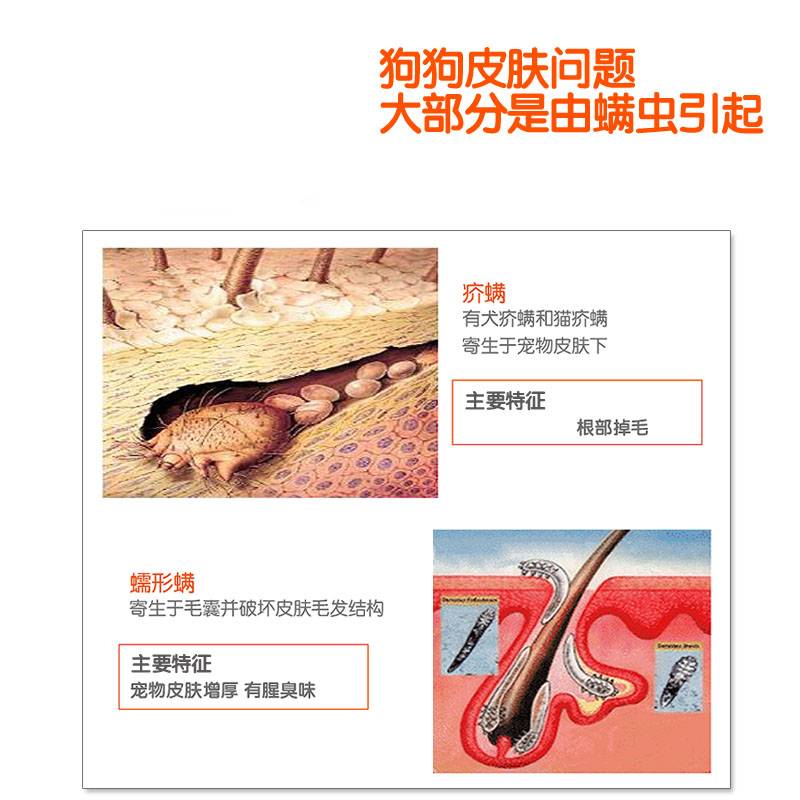 狗狗皮肤问题
大部分是由螨虫引起
疥螨
有犬疥螨和猫疥螨
寄生于宠物皮肤下
主要特征
根部掉毛
蠕形螨
寄生于毛囊并破坏皮肤毛发结构
主要特征
宠物皮肤增厚 有腥臭味